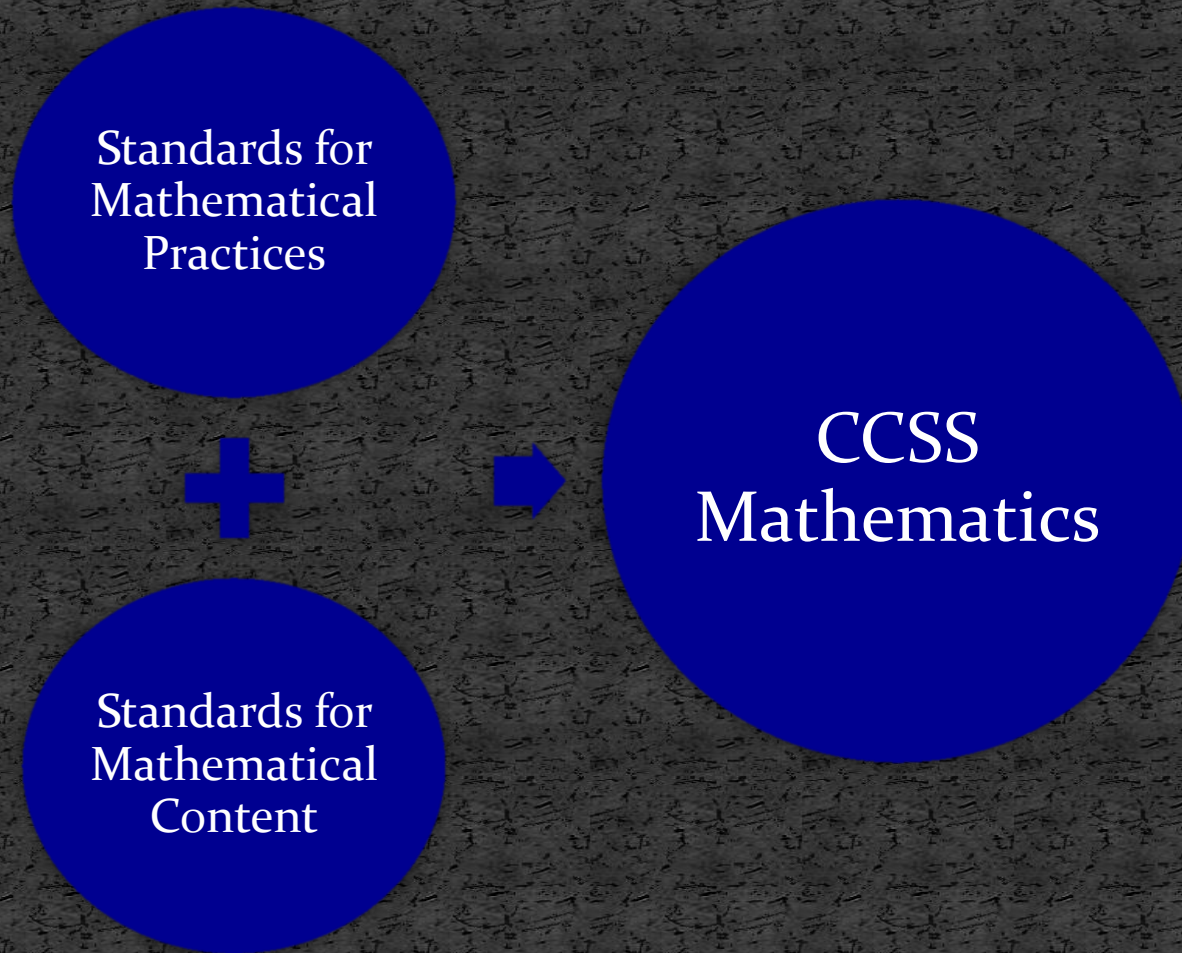 Standards for
Mathematical
Practices
Standards for
Mathematical
Content
CCSS
Mathematics